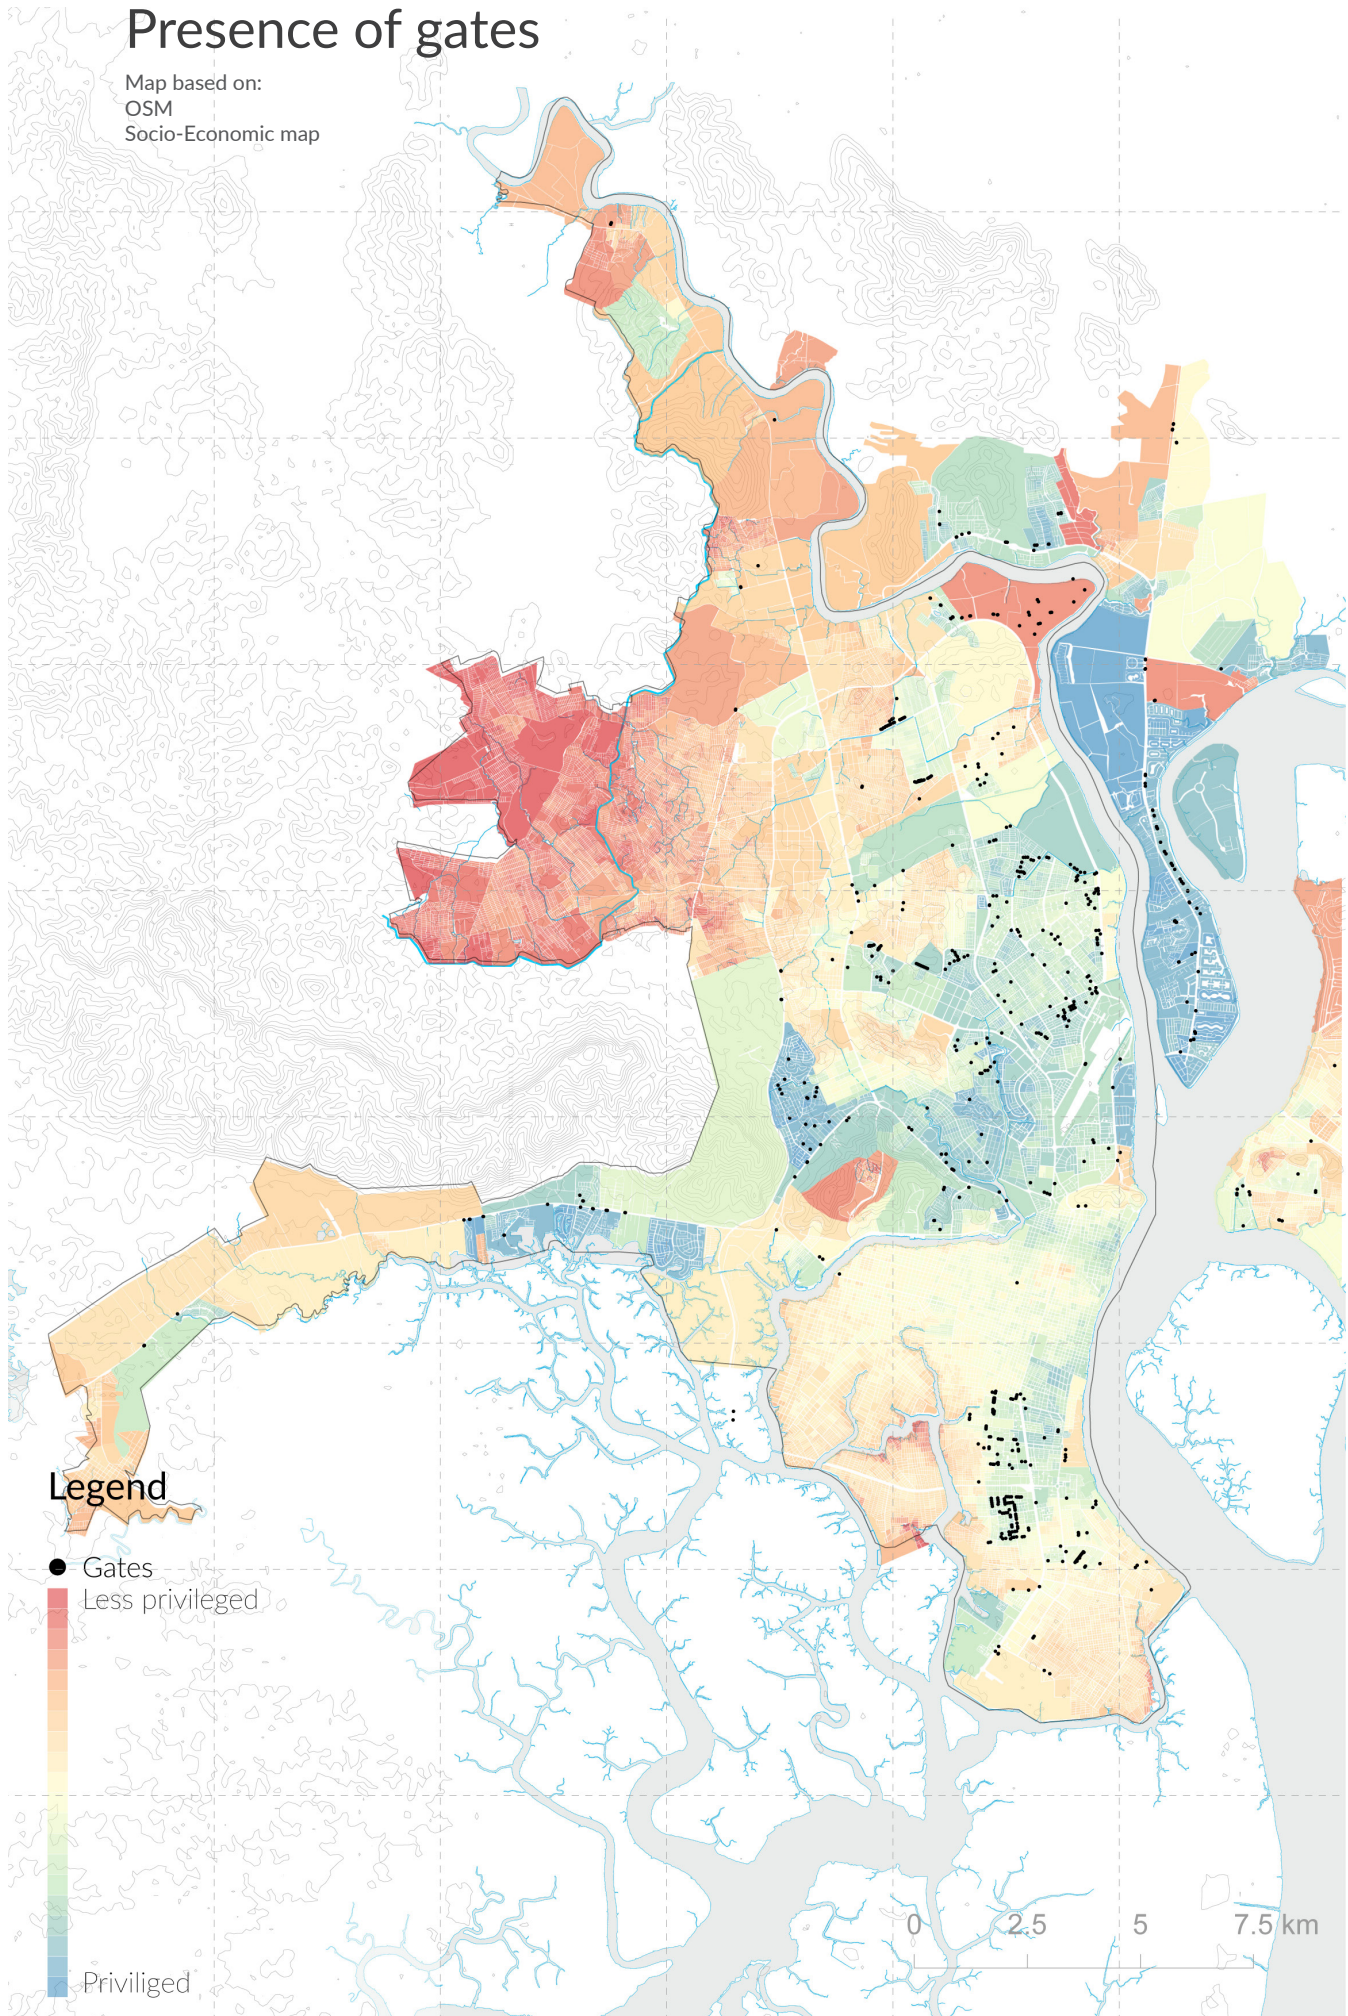 Presence of gates
Map based on:
OSM
Socio-Economic map
Legend
Gates
Less privileged
Priviliged
0 2.5 5 7.5 km